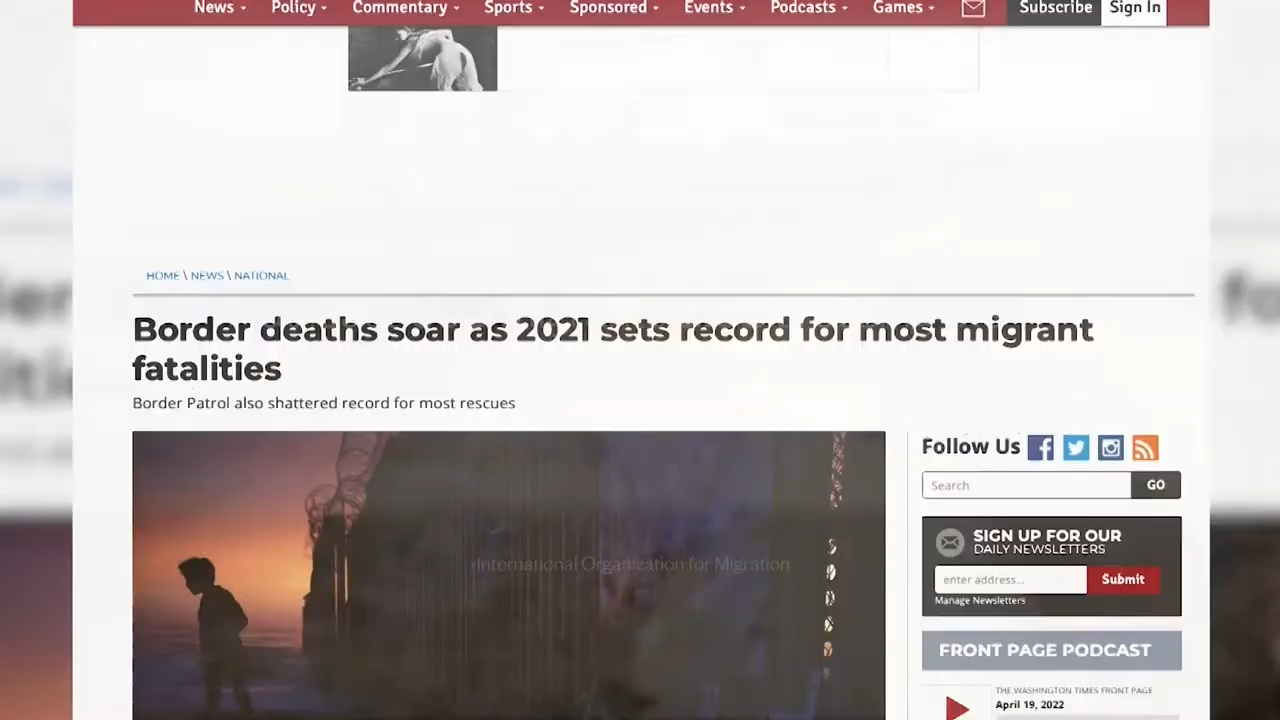 News Policy Commentary Sports Sponsored Events Podcasts Games Subscribe Sign In
HOME \ NEWS \ NATIONAL
Border deaths soar as 2021 sets record for most migrant
fatalities
Border Patrol also shattered record for most rescues
-International Organization for Migration
Follow Us
Search GO
SIGN UP FOR OUR
DAILY NEWSLETTERS
enter address... Submit
Manage Newsletters
FRONT PAGE PODCAST
THE WASHINGTON TIMES FRONT PAGE
April 19, 2022